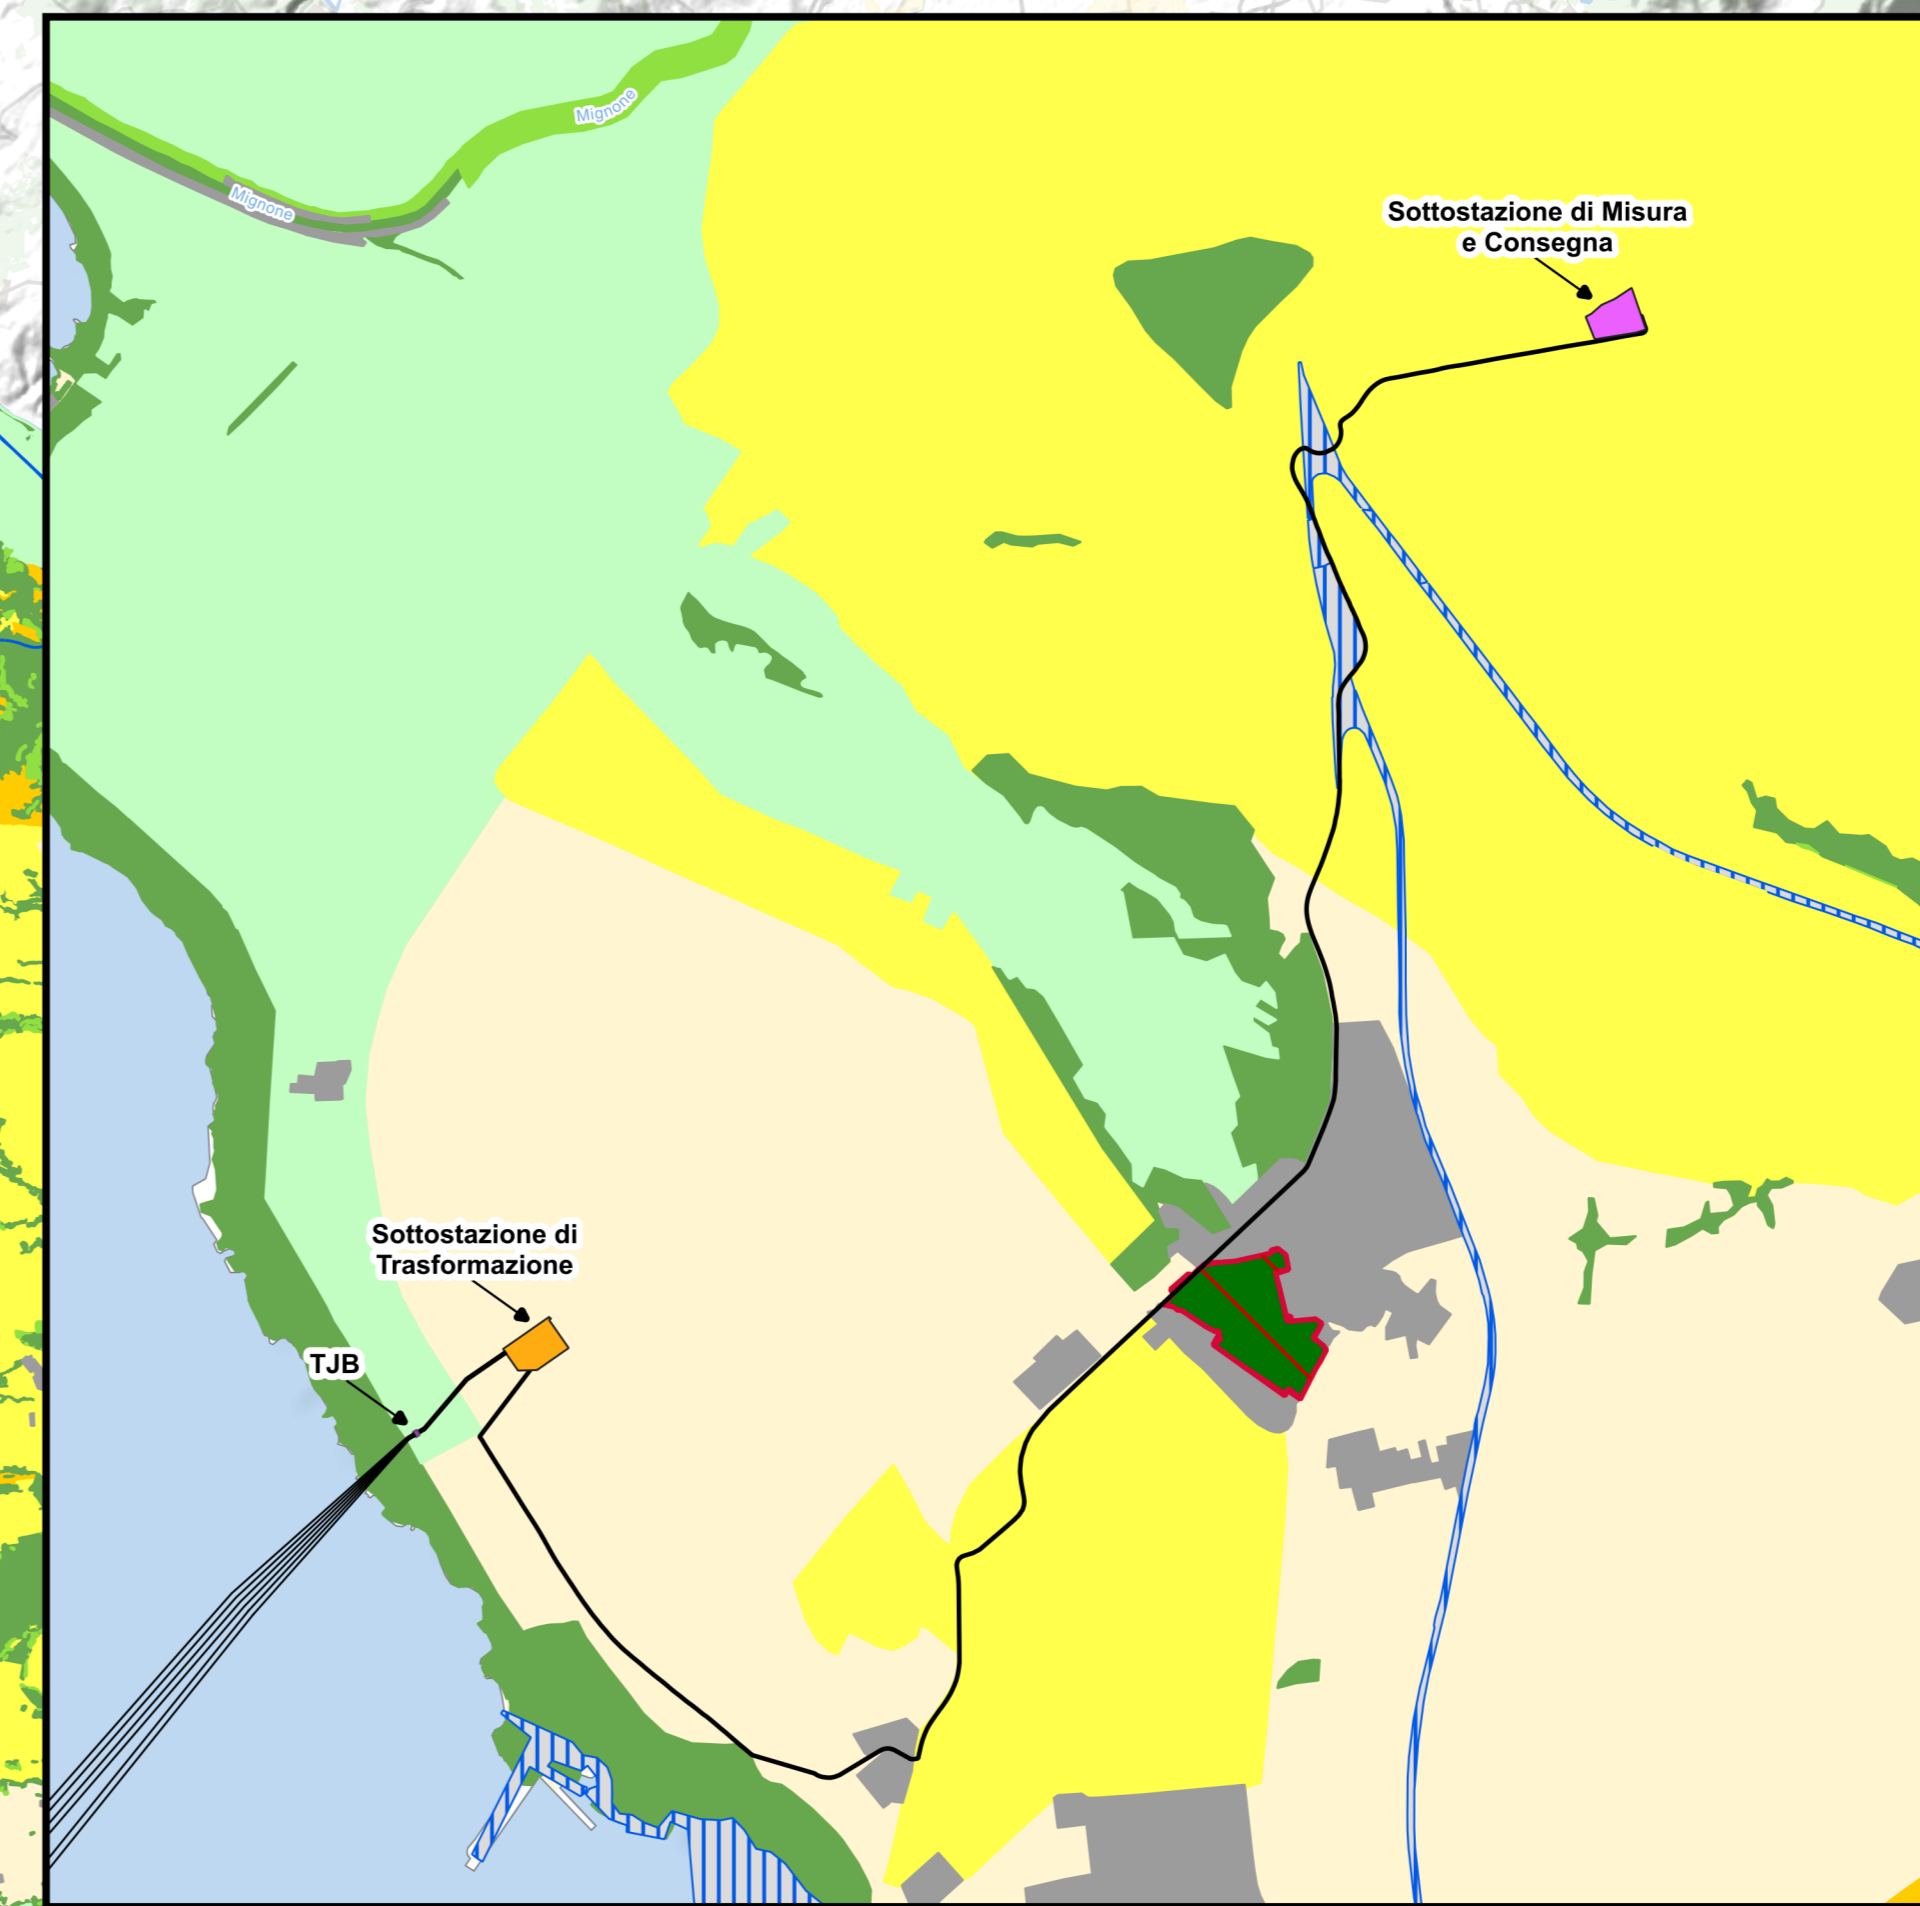 Mignone
Mignone
Sottostazione di Misura
e Consegna
Sottostazione di
Trasformazione
TJB